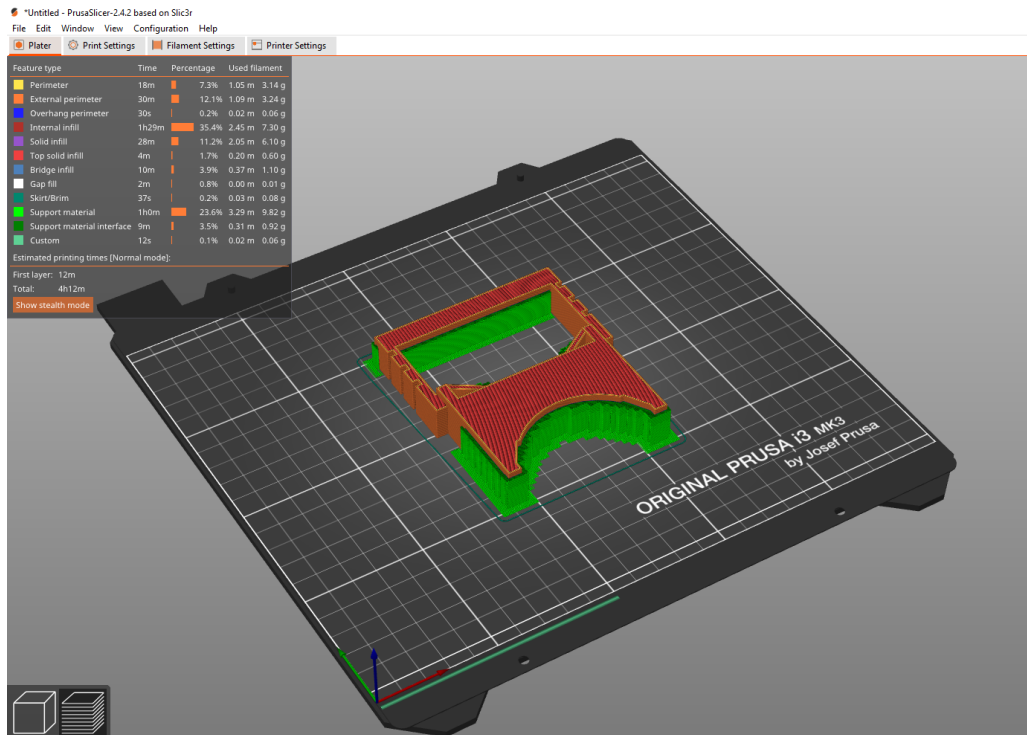 *Untitled - PrusaSlicer-2.4.2 based on Slic3r
File Edit Window View Configuration Help
Plater Print Settings Filament Settings Printer Settings
Feature type Time Percentage Used filament
Perimeter 18m 7.3% 1.05 m 3.14 g
External perimeter 30m 12.1% 1.09 m 3.24 g
Overhang perimeter 30s 0.2% 0.02 m 0.06 g
Internal infill 1h29m 35.4% 2.45 m 7.30 g
Solid infill 28m 11.2% 2.05 m 6.10 g
Top solid infill 4m 1.7% 0.20 m 0.60 g
Bridge infill 10m 3.9% 0.37 m 1.10 g
Gap fill 2m 0.8% 0.00 m 0.01 g
Skirt/Brim 37s 0.2% 0.03 m 0.08 g
Support material 1h0m 23.6% 3.29 m 9.82 g
Support material interface 9m 3.5% 0.31 m 0.92 g
Custom 12s 0.1% 0.02 m 0.06 g
Estimated printing times [Normal mode]:
First layer: 12m
Total: 4h12m
Show stealth mode
ORIGINAL PRUSA i3 MK3
by Josef Prusa